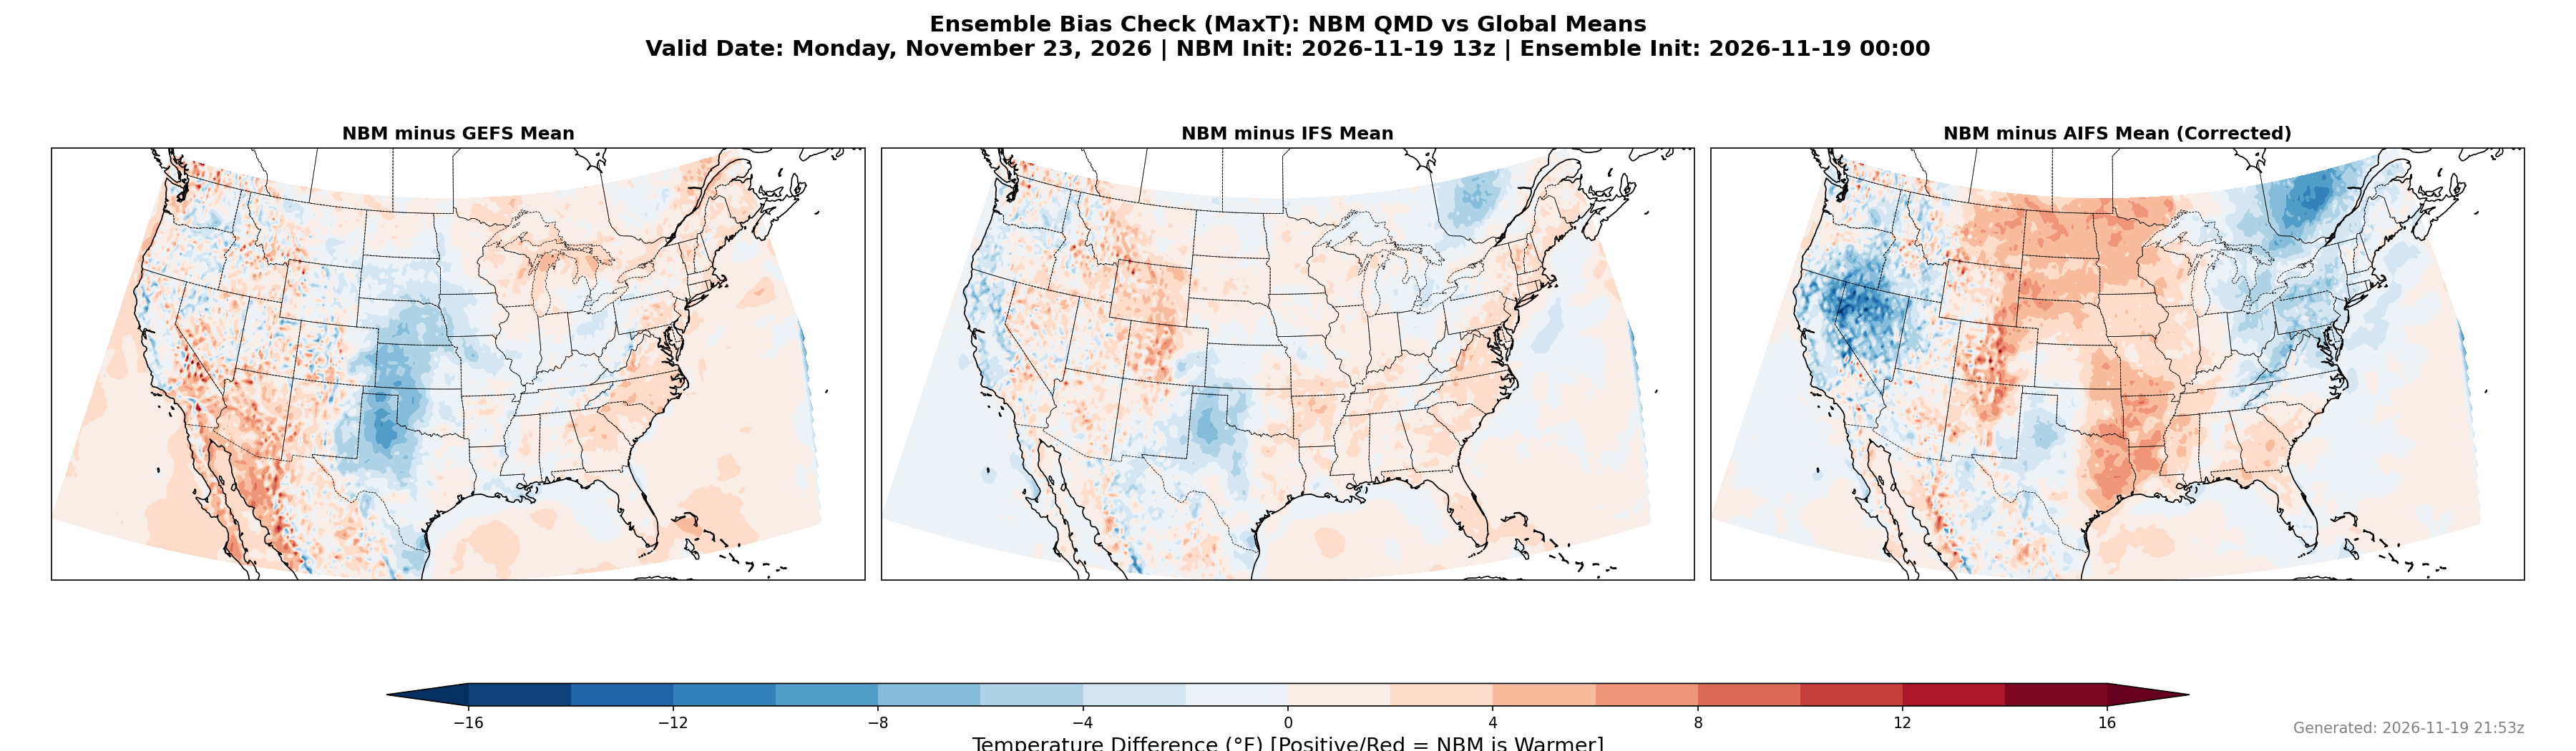 Ensemble Bias Check (MaxT): NBM QMD vs Global Means
Valid Date: Monday, November 23, 2026 | NBM Init: 2026-11-19 13z | Ensemble Init: 2026-11-19 00:00
NBM minus GEFS Mean
NBM minus IFS Mean
NBM minus AIFS Mean (Corrected)
−16 −12 −8 −4 0 4 8 12 16
Temperature Difference (°F) [Positive/Red = NBM is Warmer]
Generated: 2026-11-19 21:53z